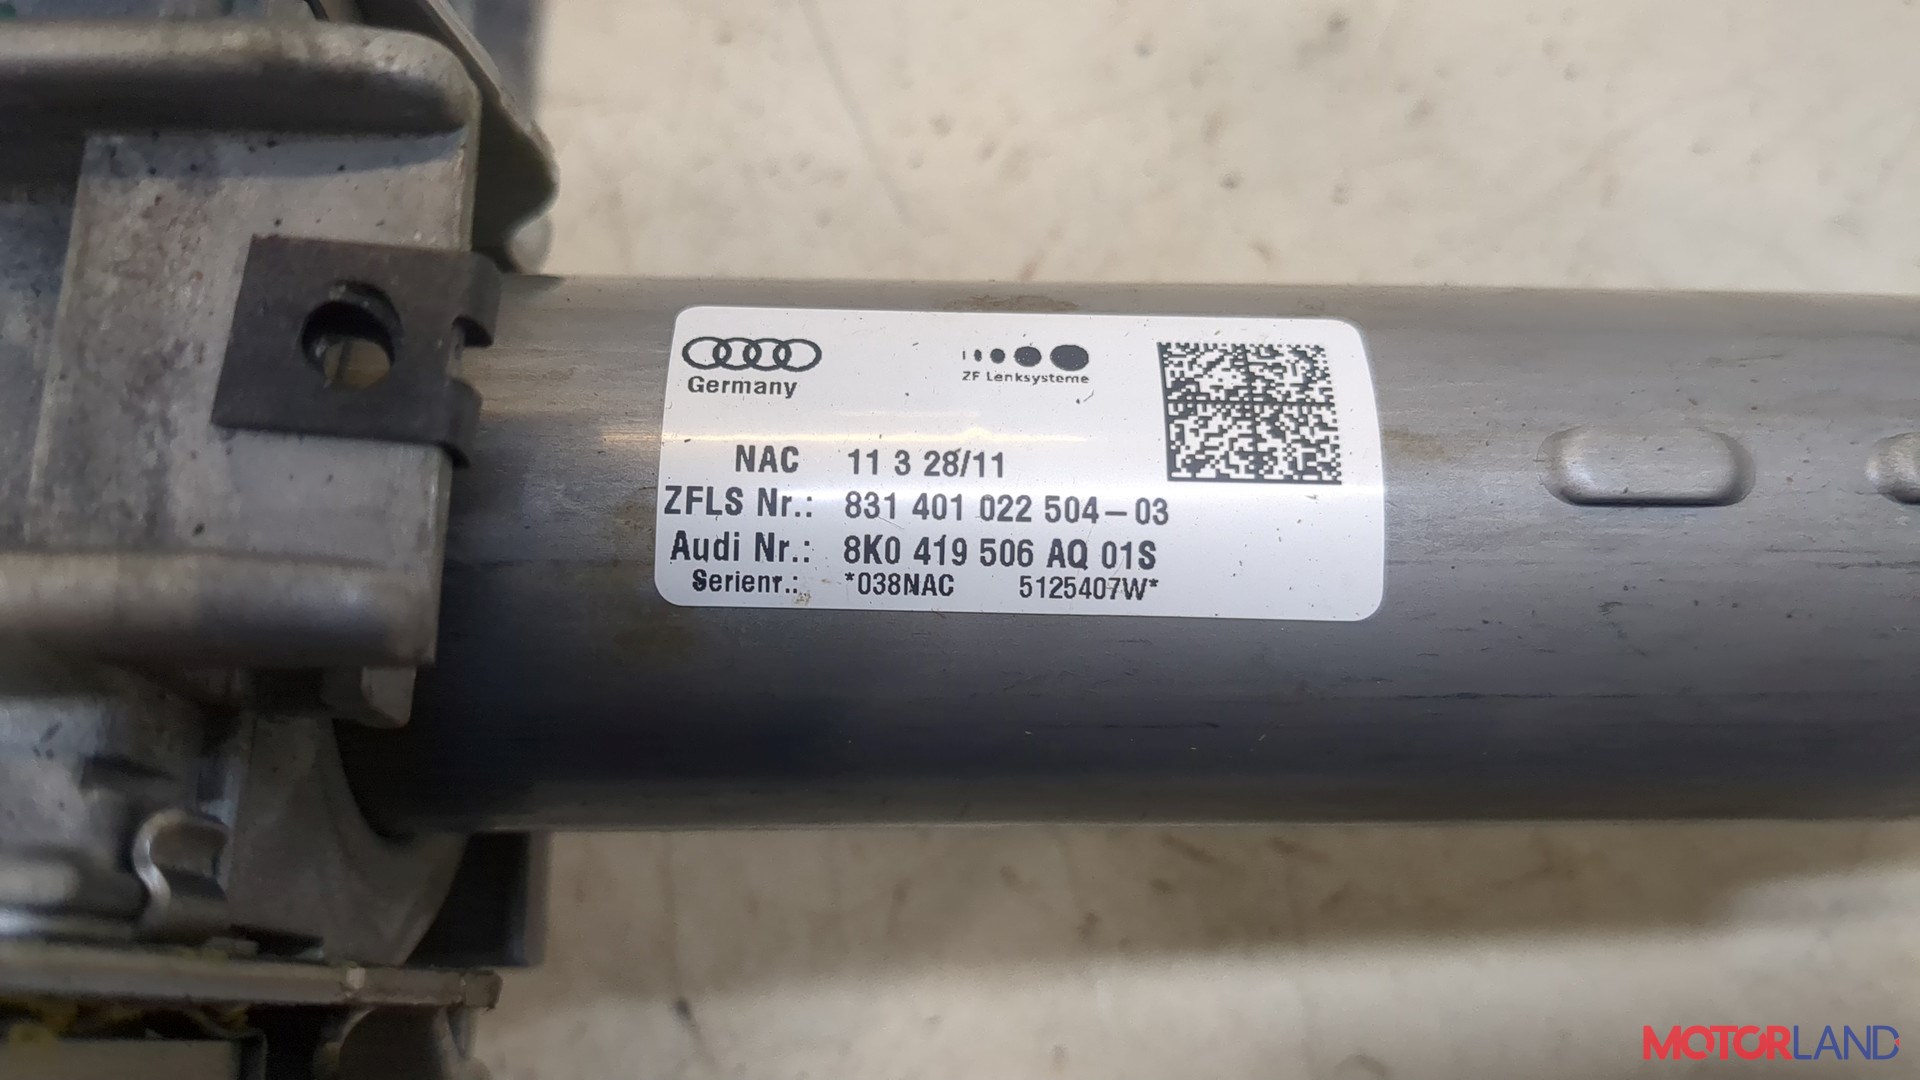 Germany
ZF Lenksysteme
NAC 11 3 28/11
ZFLS Nr.: 831 401 022 504-03
Audi Nr.: 8K0 419 506 AQ 01S
Serienr.: *038NAC 5125407W*
MOTORLAND